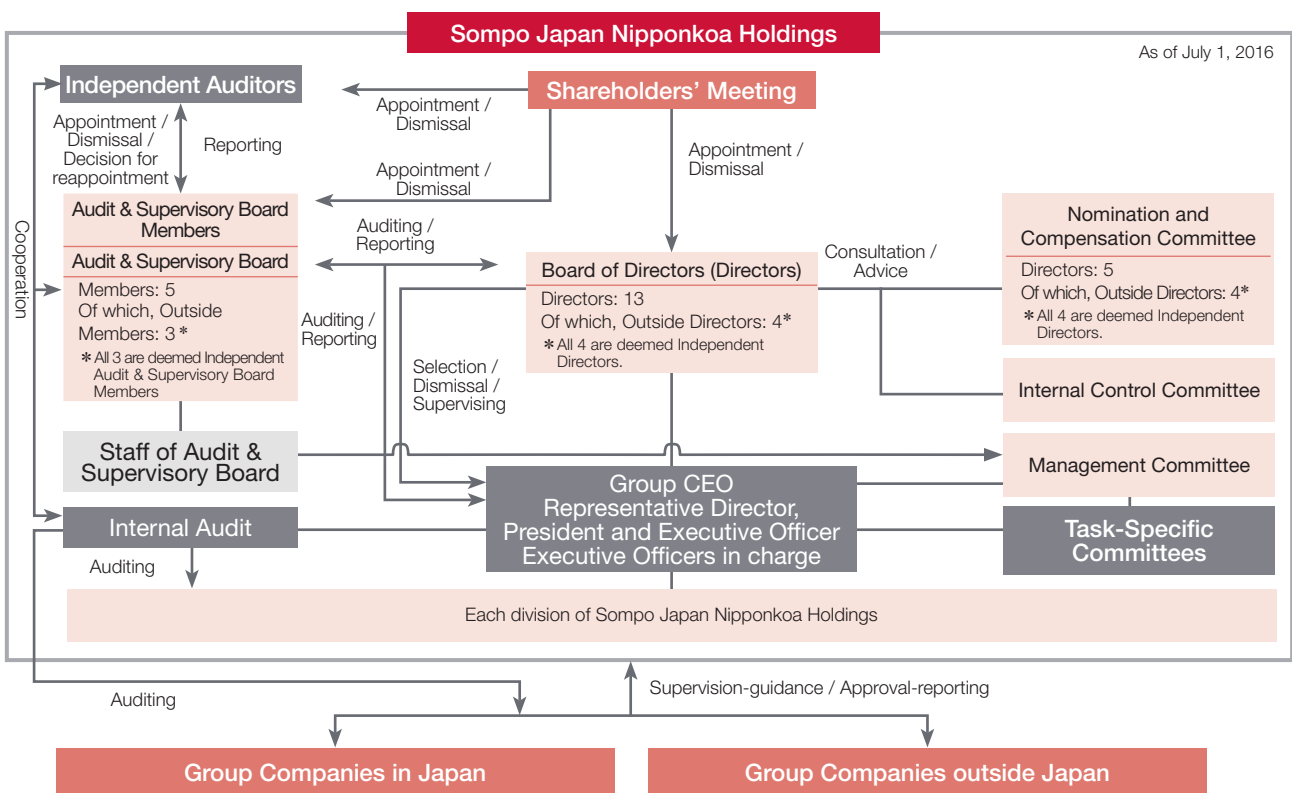 Sompo Japan Nipponkoa Holdings
As of July 1, 2016
Independent Auditors
Shareholders' Meeting
Appointment /
Dismissal
Appointment /
Dismissal /
Decision for
reappointment
Reporting
Appointment /
Dismissal
Appointment /
Dismissal
Cooperation
Audit & Supervisory Board
Members
Audit & Supervisory Board
Members: 5
Of which, Outside
Members: 3*
* All 3 are deemed Independent
Audit & Supervisory Board
Members
Auditing /
Reporting
Auditing /
Reporting
Board of Directors (Directors)
Directors: 13
Of which, Outside Directors: 4*
* All 4 are deemed Independent
Directors.
Consultation /
Advice
Nomination and
Compensation Committee
Directors: 5
Of which, Outside Directors: 4*
* All 4 are deemed Independent
Directors.
Selection /
Dismissal /
Supervising
Internal Control Committee
Staff of Audit &
Supervisory Board
Management Committee
Group CEO
Representative Director,
President and Executive Officer
Executive Officers in charge
Internal Audit
Task-Specific
Committees
Auditing
Each division of Sompo Japan Nipponkoa Holdings
Auditing
Supervision-guidance / Approval-reporting
Group Companies in Japan
Group Companies outside Japan